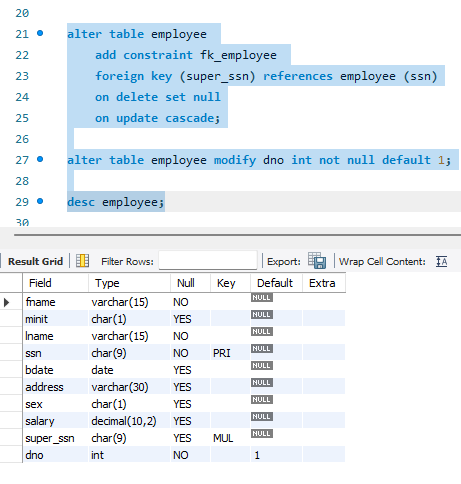 20
21 alter table employee
22 add constraint fk_employee
23 foreign key (super_ssn) references employee (ssn)
24 on delete set null
25 on update cascade;
26
27 alter table employee modify dno int not null default 1;
28
29 desc employee;
30
Result Grid Filter Rows: Export: Wrap Cell Content: IA
Field Type Null Key Default Extra
fname varchar(15) NO NULL
minit char(1) YES NULL
lname varchar(15) NO NULL
ssn char(9) NO PRI NULL
bdate date YES NULL
address varchar(30) YES NULL
sex char(1) YES NULL
salary decimal(10,2) YES NULL
super_ssn char(9) YES MUL NULL
dno int NO 1